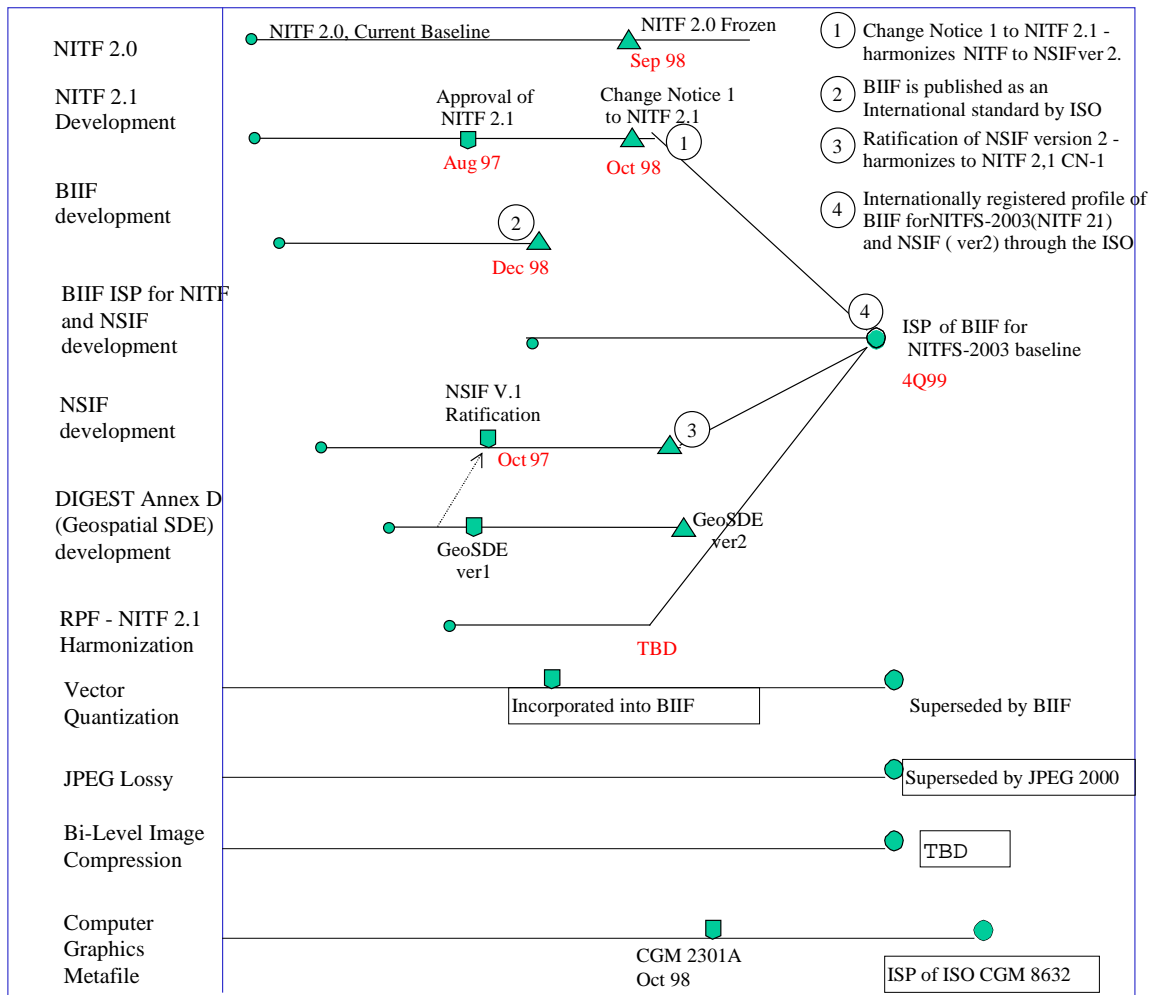 NITF 2.0
NITF 2.0, Current Baseline
NITF 2.0 Frozen
Sep 98
1
Change Notice 1 to NITF 2.1 -
harmonizes NITF to NSIFver 2.
2
BIIF is published as an
International standard by ISO
3
Ratification of NSIF version 2 -
harmonizes to NITF 2,1 CN-1
4
Internationally registered profile of
BIIF forNITFS-2003(NITF 21)
and NSIF ( ver2) through the ISO
NITF 2.1
Development
Approval of
NITF 2.1
Aug 97
Change Notice 1
to NITF 2.1
Oct 98
1
BIIF
development
2
Dec 98
BIIF ISP for NITF
and NSIF
development
4
ISP of BIIF for
NITFS-2003 baseline
4Q99
NSIF
development
NSIF V.1
Ratification
Oct 97
3
DIGEST Annex D
(Geospatial SDE)
development
GeoSDE
ver1
GeoSDE
ver2
RPF - NITF 2.1
Harmonization
TBD
Vector
Quantization
Incorporated into BIIF
Superseded by BIIF
JPEG Lossy
Superseded by JPEG 2000
Bi-Level Image
Compression
TBD
Computer
Graphics
Metafile
CGM 2301A
Oct 98
ISP of ISO CGM 8632